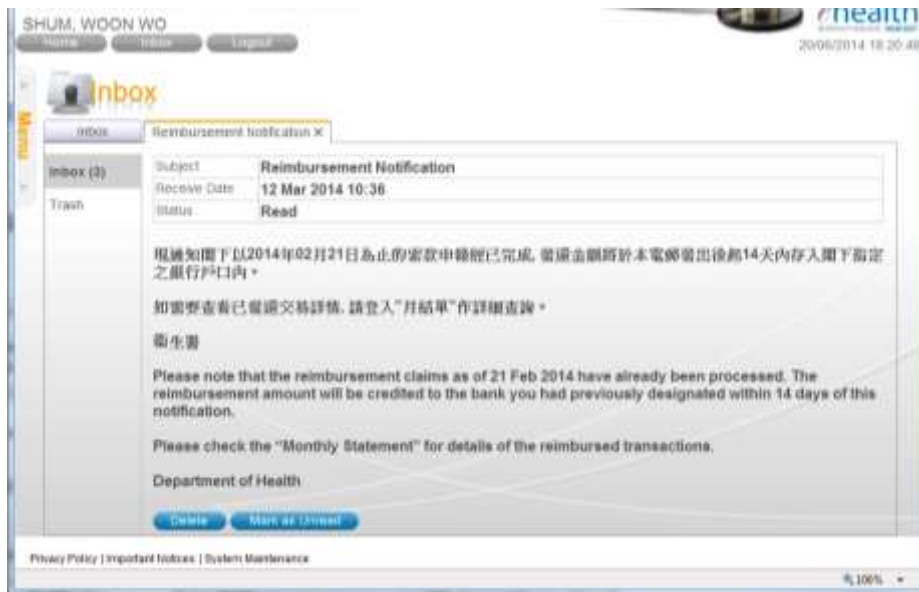 SHUM, WOON WO
Home Inbox Logout
ehealth
20/06/2014 18:20:48
Inbox
Menu
Inbox Reimbursement Notification X
Inbox (3)
Trash
Subject Reimbursement Notification
Receive Date 12 Mar 2014 10:36
Status Read
現通知閣下以2014年02月21日為止的索款申報經已完成, 發還金額將於本電郵發出後起14天內存入閣下指定
之銀行戶口內。
如需要查看已發還交易詳情, 請登入"月結單"作詳細查詢。
衞生署
Please note that the reimbursement claims as of 21 Feb 2014 have already been processed. The
reimbursement amount will be credited to the bank you had previously designated within 14 days of this
notification.
Please check the "Monthly Statement" for details of the reimbursed transactions.
Department of Health
Delete Mark as Unread
Privacy Policy | Important Notices | System Maintenance
100%